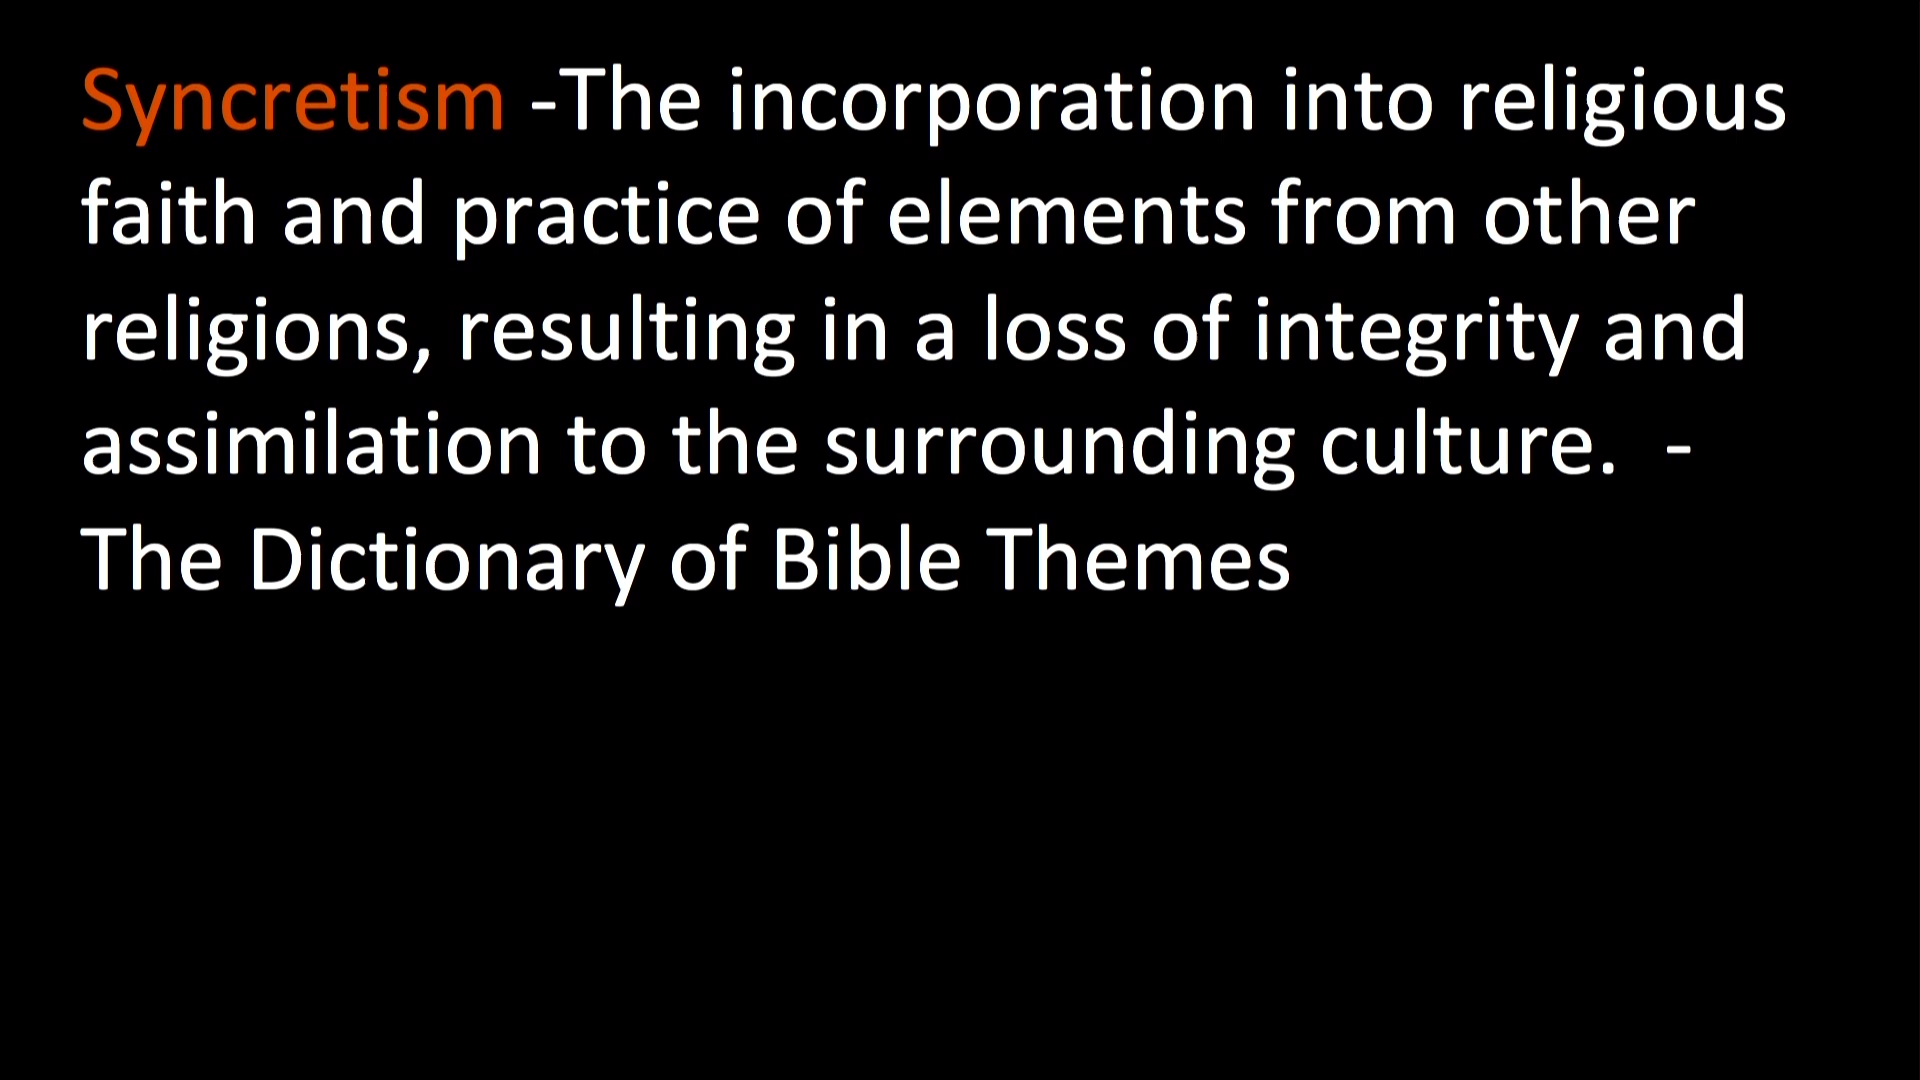 Syncretism -The incorporation into religious
faith and practice of elements from other
religions, resulting in a loss of integrity and
assimilation to the surrounding culture.  -
The Dictionary of Bible Themes